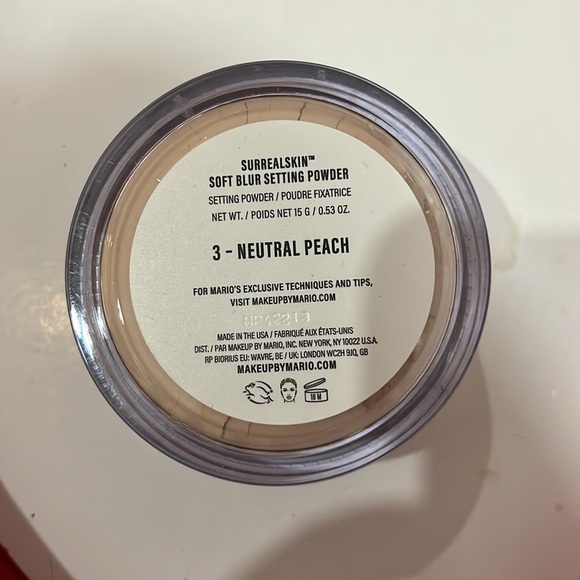 SURREALSKIN™
SOFT BLUR SETTING POWDER
SETTING POWDER / POUDRE FIXATRICE
NET WT. / POIDS NET 15 G / 0.53 OZ.
3 – NEUTRAL PEACH
FOR MARIO'S EXCLUSIVE TECHNIQUES AND TIPS,
VISIT MAKEUPBYMARIO.COM
MADE IN THE USA / FABRIQUÉ AUX ÉTATS-UNIS
DIST. / PAR MAKEUP BY MARIO, INC. NEW YORK, NY 10022 U.S.A.
RP BIORIUS EU: WAVRE, BE / UK: LONDON WC2H 9JQ, GB
MAKEUPBYMARIO.COM
18 M